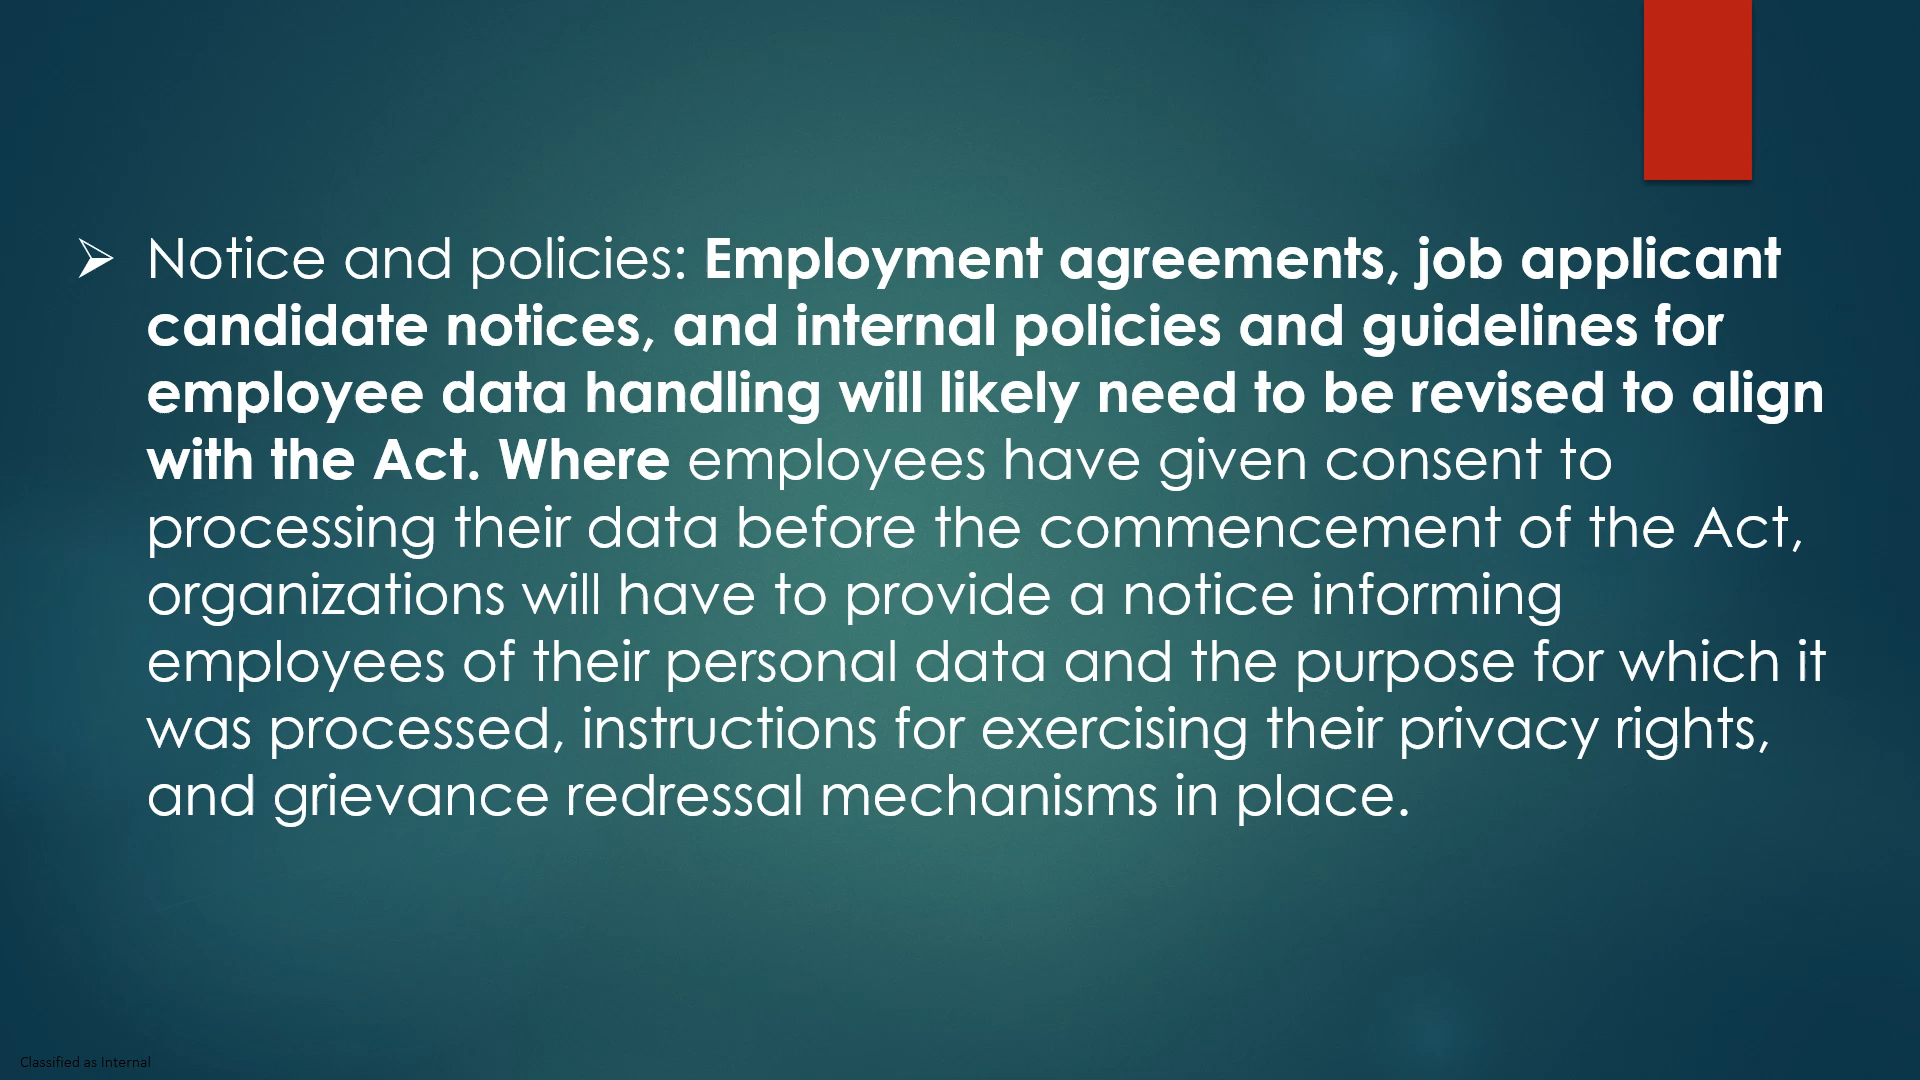 ➢ Notice and policies: Employment agreements, job applicant
candidate notices, and internal policies and guidelines for
employee data handling will likely need to be revised to align
with the Act. Where employees have given consent to
processing their data before the commencement of the Act,
organizations will have to provide a notice informing
employees of their personal data and the purpose for which it
was processed, instructions for exercising their privacy rights,
and grievance redressal mechanisms in place.
Classified as Internal